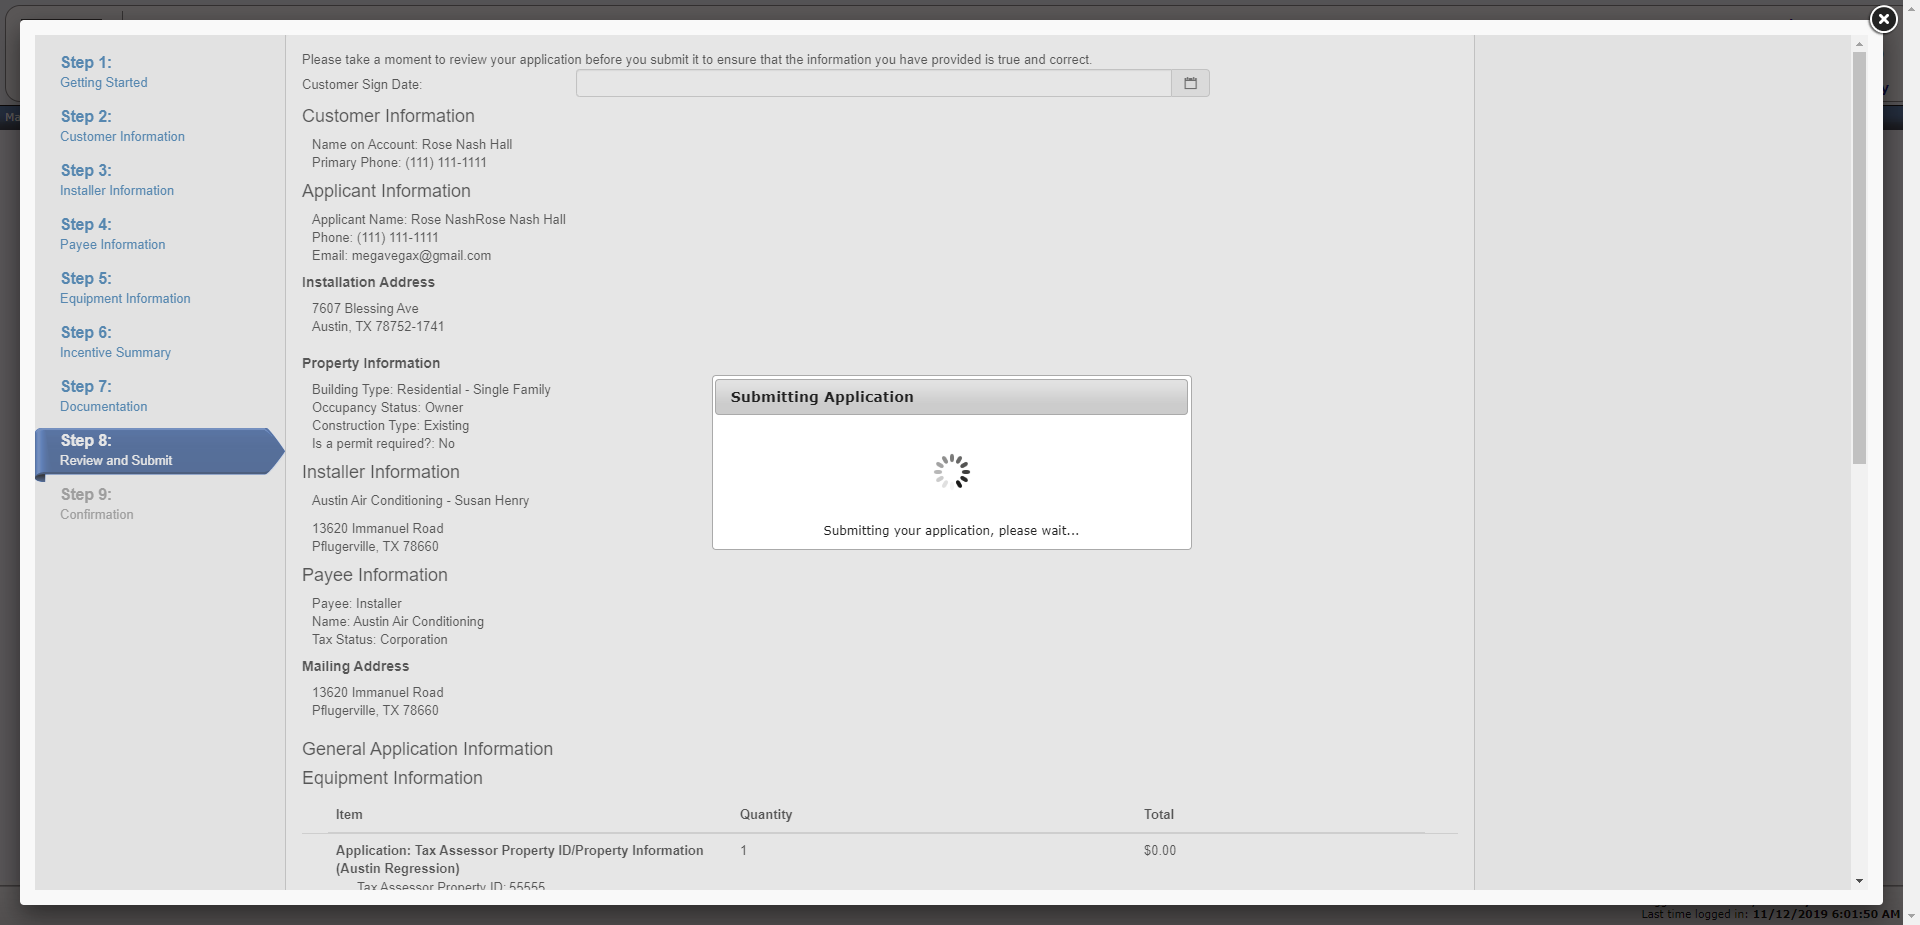 Step 1:
Getting Started
Step 2:
Customer Information
Step 3:
Installer Information
Step 4:
Payee Information
Step 5:
Equipment Information
Step 6:
Incentive Summary
Step 7:
Documentation
Step 8:
Review and Submit
Step 9:
Confirmation
Please take a moment to review your application before you submit it to ensure that the information you have provided is true and correct.
Customer Sign Date:
Customer Information
Name on Account: Rose Nash Hall
Primary Phone: (111) 111-1111
Applicant Information
Applicant Name: Rose NashRose Nash Hall
Phone: (111) 111-1111
Email: megavegax@gmail.com
Installation Address
7607 Blessing Ave
Austin, TX 78752-1741
Property Information
Building Type: Residential - Single Family
Occupancy Status: Owner
Construction Type: Existing
Is a permit required?: No
Installer Information
Austin Air Conditioning - Susan Henry
13620 Immanuel Road
Pflugerville, TX 78660
Payee Information
Payee: Installer
Name: Austin Air Conditioning
Tax Status: Corporation
Mailing Address
13620 Immanuel Road
Pflugerville, TX 78660
General Application Information
Equipment Information
Item Quantity Total
Application: Tax Assessor Property ID/Property Information 1 $0.00
(Austin Regression)
Tax Assessor Property ID: 55555
Submitting Application
Submitting your application, please wait...
Last time logged in: 11/12/2019 6:01:50 AM